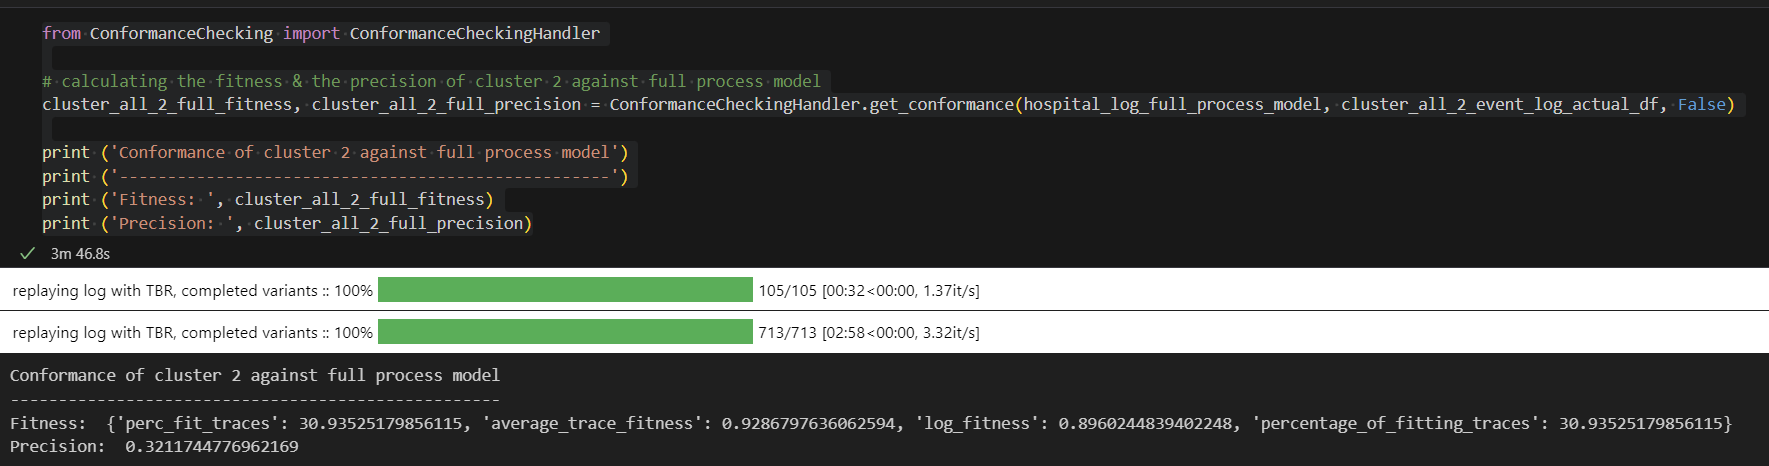 from ConformanceChecking import ConformanceCheckingHandler
# calculating the fitness & the precision of cluster 2 against full process model
cluster_all_2_full_fitness, cluster_all_2_full_precision = ConformanceCheckingHandler.get_conformance(hospital_log_full_process_model, cluster_all_2_event_log_actual_df, False)
print ('Conformance of cluster 2 against full process model')
print ('---------------------------------------------------')
print ('Fitness: ', cluster_all_2_full_fitness)
print ('Precision: ', cluster_all_2_full_precision)
3m 46.8s
replaying log with TBR, completed variants :: 100% 105/105 [00:32<00:00, 1.37it/s]
replaying log with TBR, completed variants :: 100% 713/713 [02:58<00:00, 3.32it/s]
Conformance of cluster 2 against full process model
---------------------------------------------------
Fitness:  {'perc_fit_traces': 30.93525179856115, 'average_trace_fitness': 0.9286797636062594, 'log_fitness': 0.8960244839402248, 'percentage_of_fitting_traces': 30.93525179856115}
Precision:  0.3211744776962169